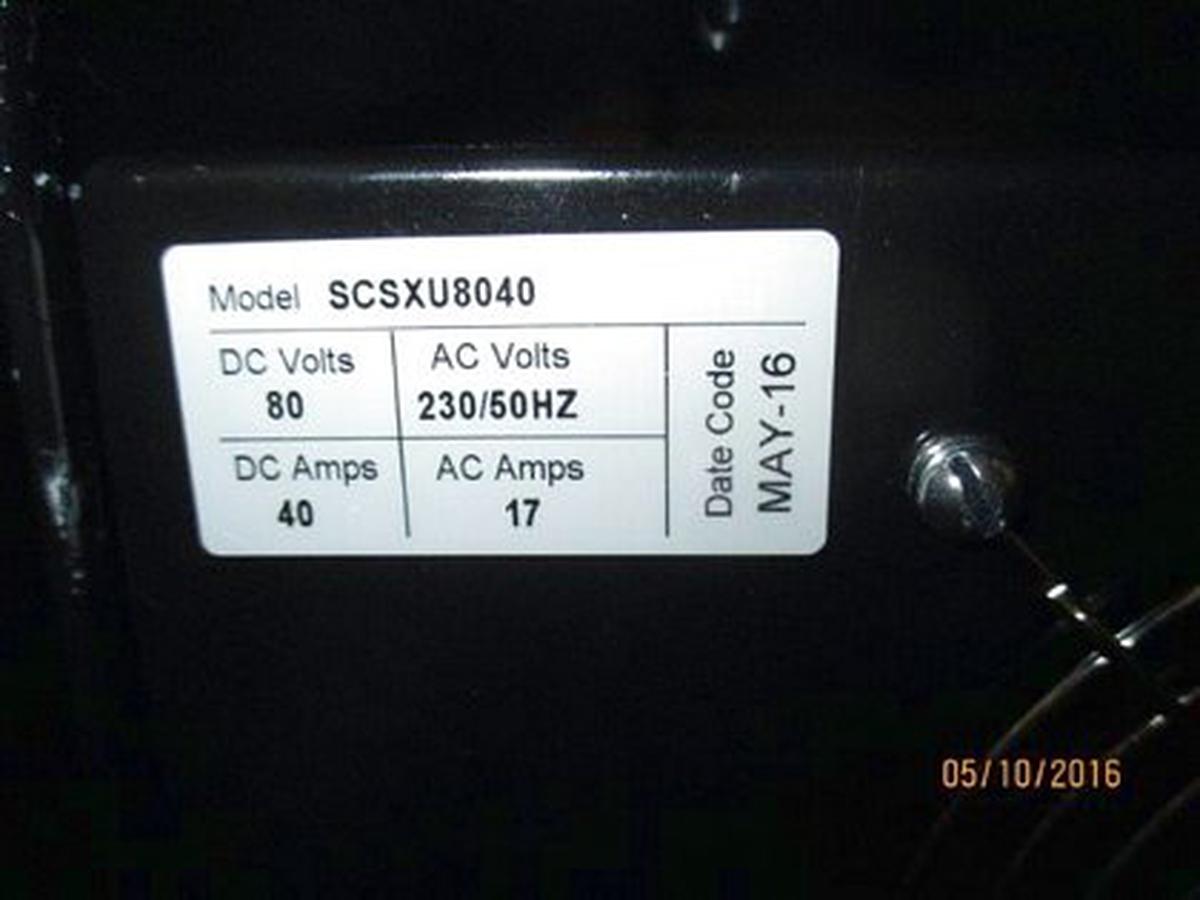 Model SCSXU8040
DC Volts
80
AC Volts
230/50HZ
DC Amps
40
AC Amps
17
Date Code
MAY-16
05/10/2016